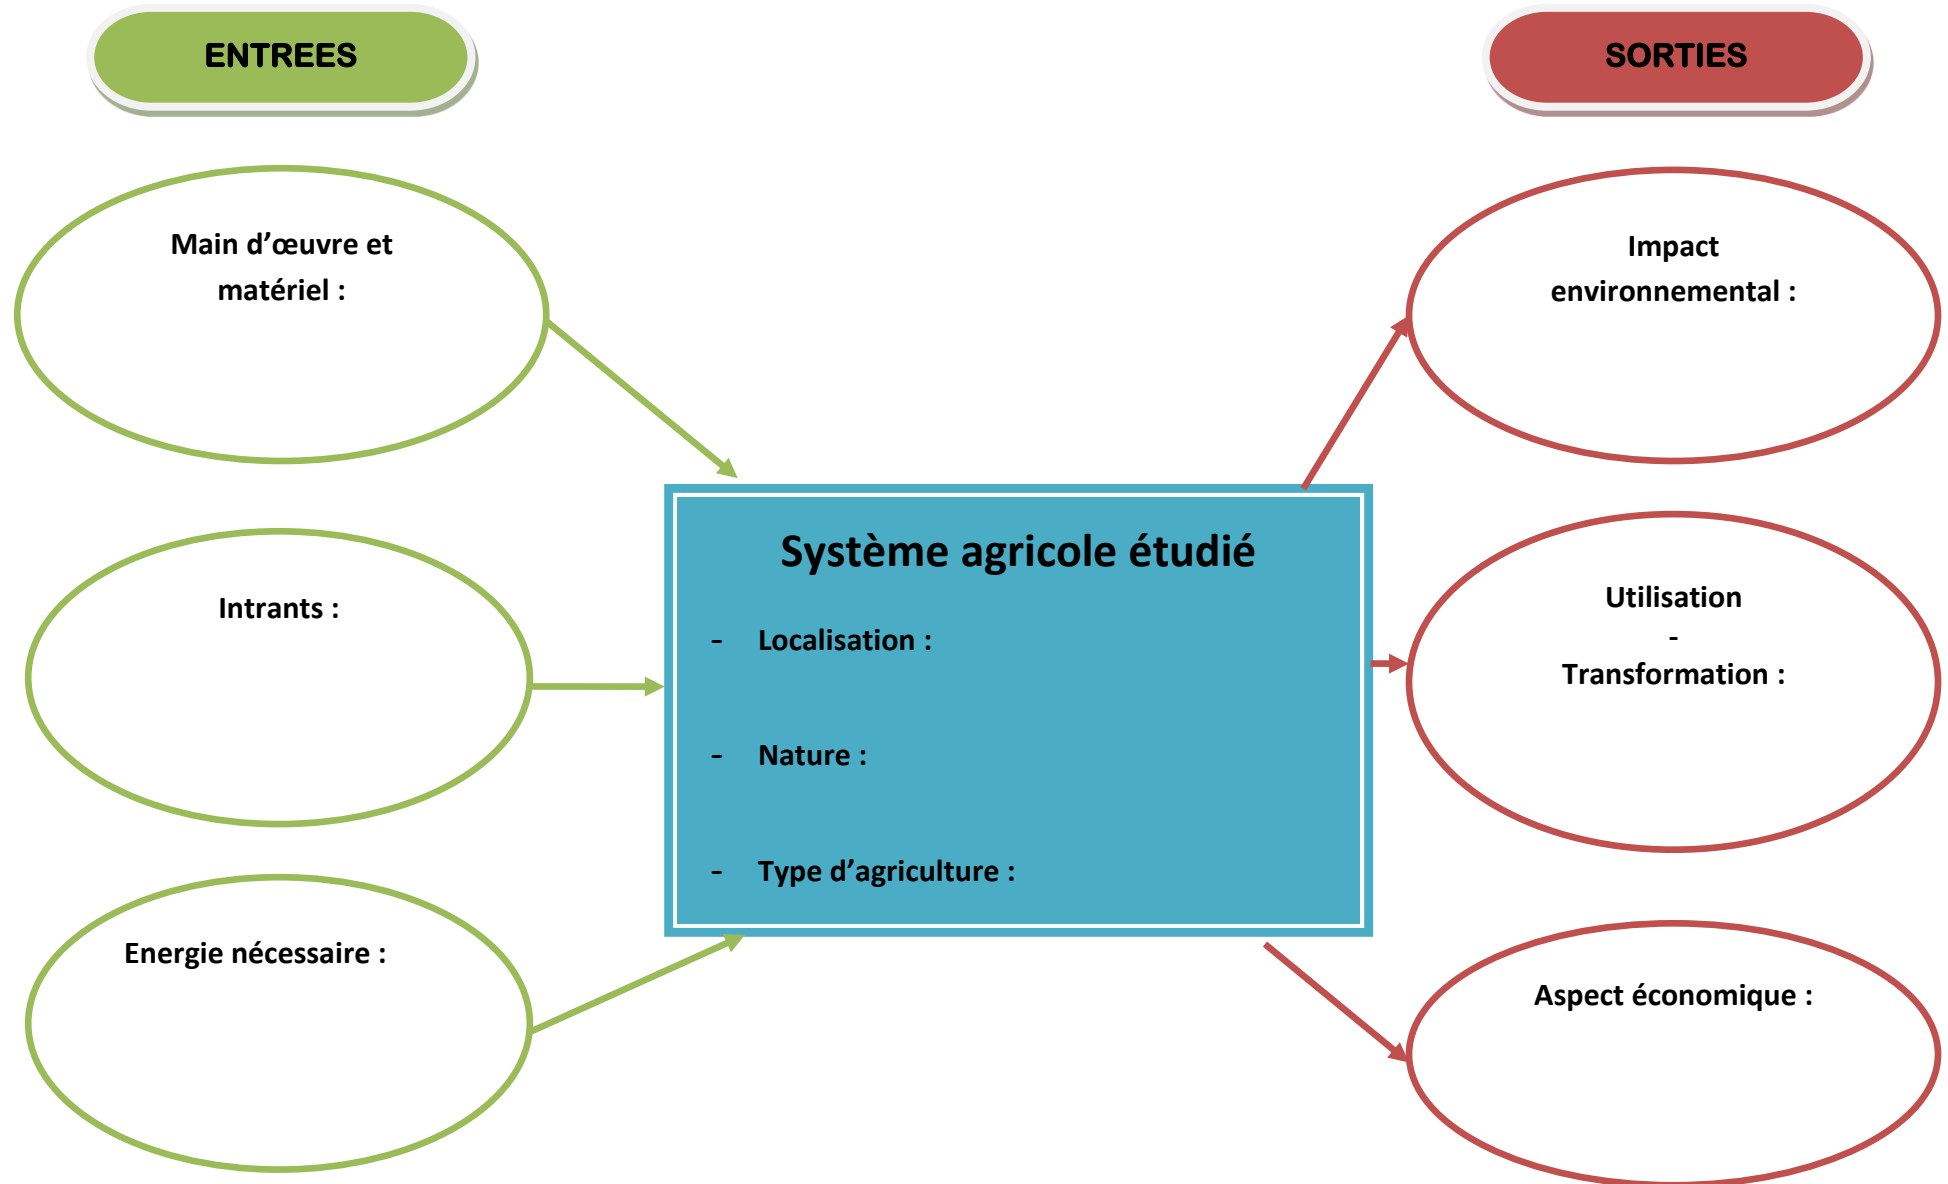 ENTREES
SORTIES
Main d’œuvre et
matériel :
Impact
environnemental :
Système agricole étudié
- Localisation :
- Nature :
- Type d’agriculture :
Intrants :
Utilisation
-
Transformation :
Energie nécessaire :
Aspect économique :